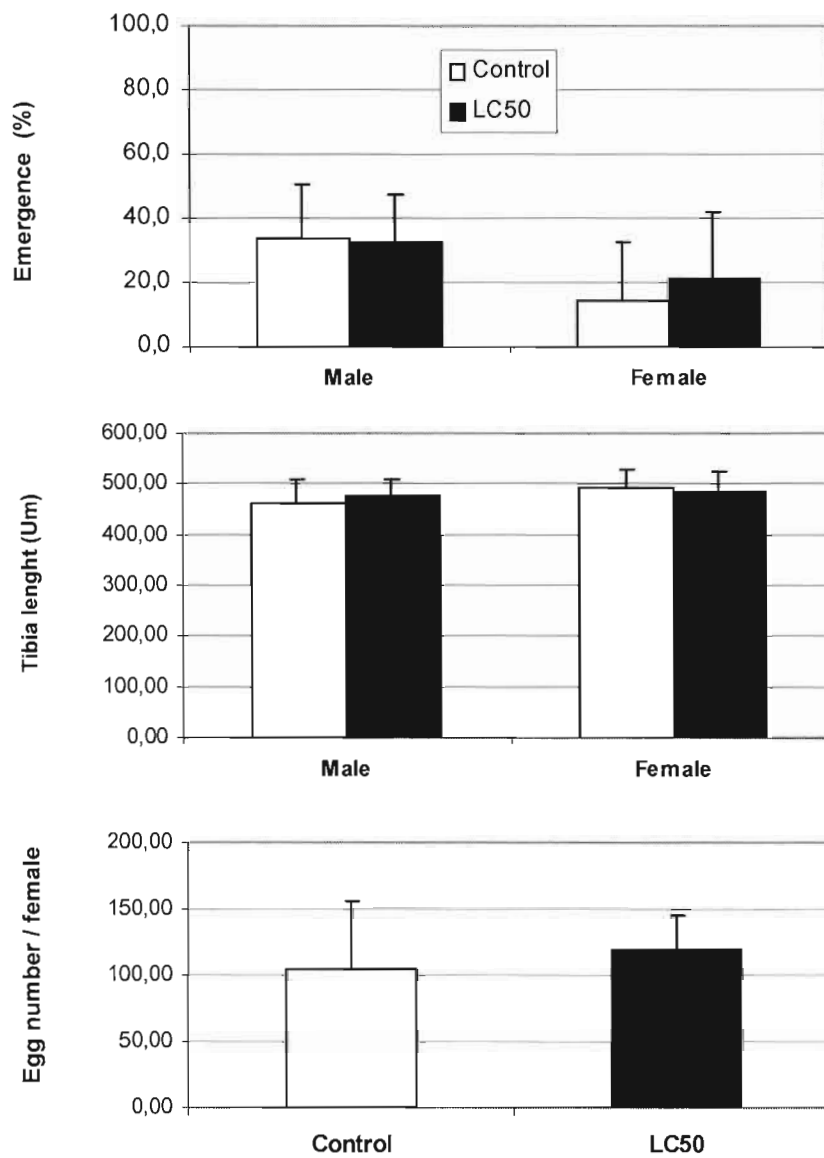 Emergence (%)
100,0
80,0
60,0
40,0
20,0
0,0
Control
LC50
Male
Female
Tibia lenght (Um)
600,00
500,00
400,00
300,00
200,00
100,00
0,00
Male
Female
Egg number / female
200,00
150,00
100,00
50,00
0,00
Control
LC50